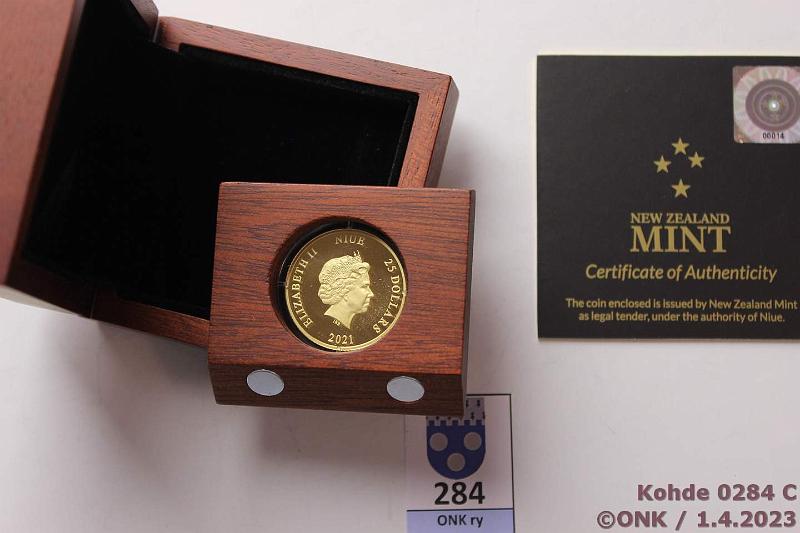 ELIZABETH II NIUE 25 DOLLARS
IRB
2021
00014
NEW ZEALAND
MINT
Certificate of Authenticity
The coin enclosed is issued by New Zealand Mint
as legal tender, under the authority of Niue.
284
ONK ry
Kohde 0284 C
©ONK / 1.4.2023